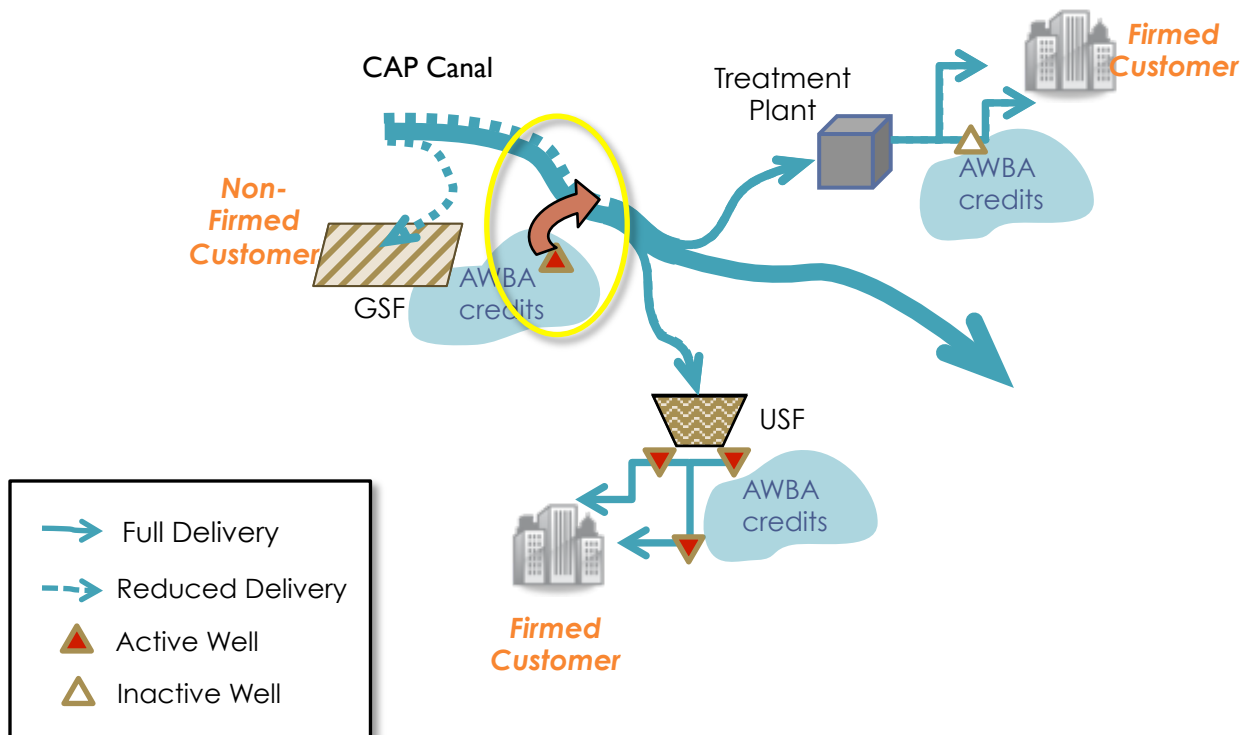 CAP Canal
Treatment
Plant
Firmed
Customer
AWBA
credits
Non-
Firmed
Customer
GSF
AWBA
credits
USF
AWBA
credits
Firmed
Customer
Full Delivery
Reduced Delivery
Active Well
Inactive Well